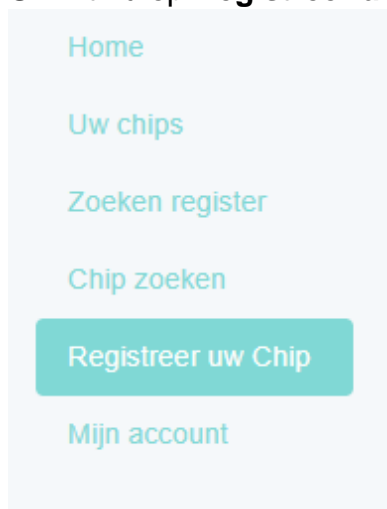 Home
Uw chips
Zoeken register
Chip zoeken
Registreer uw Chip
Mijn account